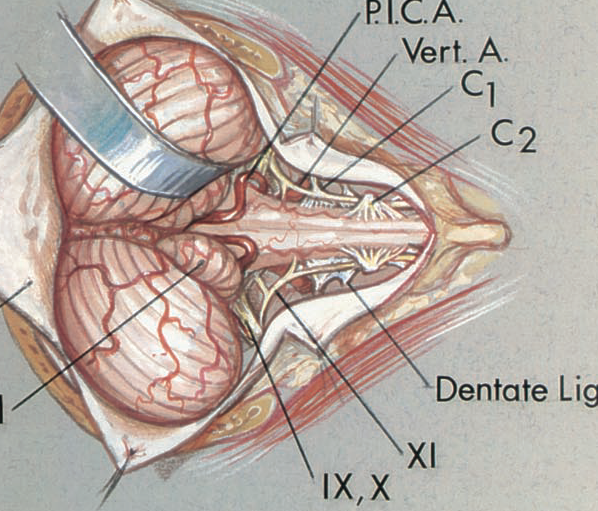 P.I.C.A.
Vert. A.
C1
C2
Dentate Lig
XI
IX, X